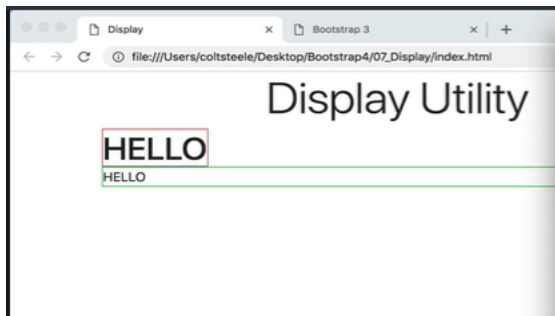 Display
Bootstrap 3
file:///Users/coltsteele/Desktop/Bootstrap4/07_Display/index.html
Display Utility
HELLO
HELLO